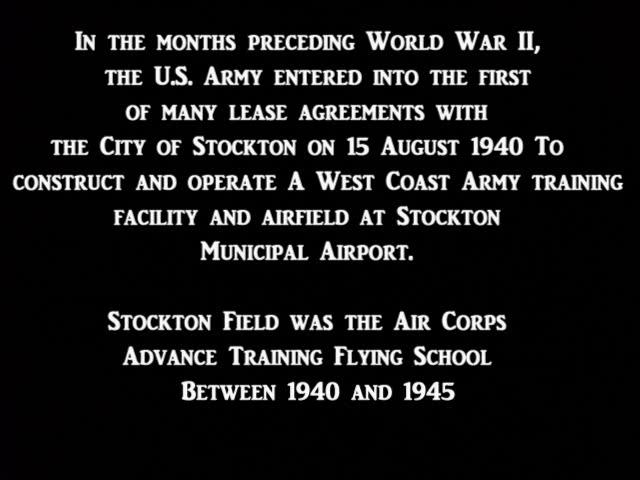 In the months preceding World War II,
the U.S. Army entered into the first
of many lease agreements with
the City of Stockton on 15 August 1940 To
construct and operate A West Coast Army training
facility and airfield at Stockton
Municipal Airport.
Stockton Field was the Air Corps
Advance Training Flying School
Between 1940 and 1945